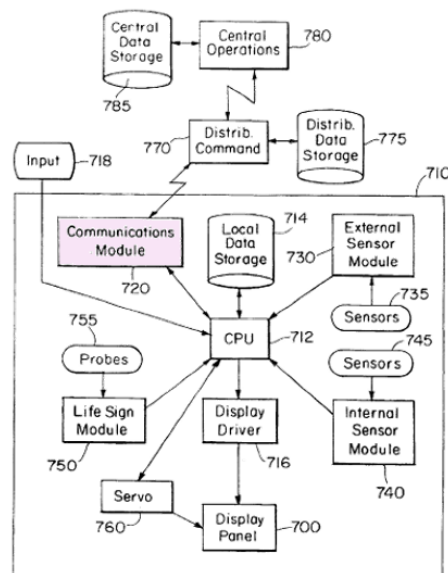 Central
Data
Storage
785
Central
Operations
780
770
Distrib.
Command
Distrib.
Data
Storage
775
Input
718
710
Communications
Module
720
Local
Data
Storage
714
730
External
Sensor
Module
735
Sensors
755
Probes
CPU
712
745
Sensors
Life Sign
Module
750
Display
Driver
716
Internal
Sensor
Module
740
Servo
760
Display
Panel
700